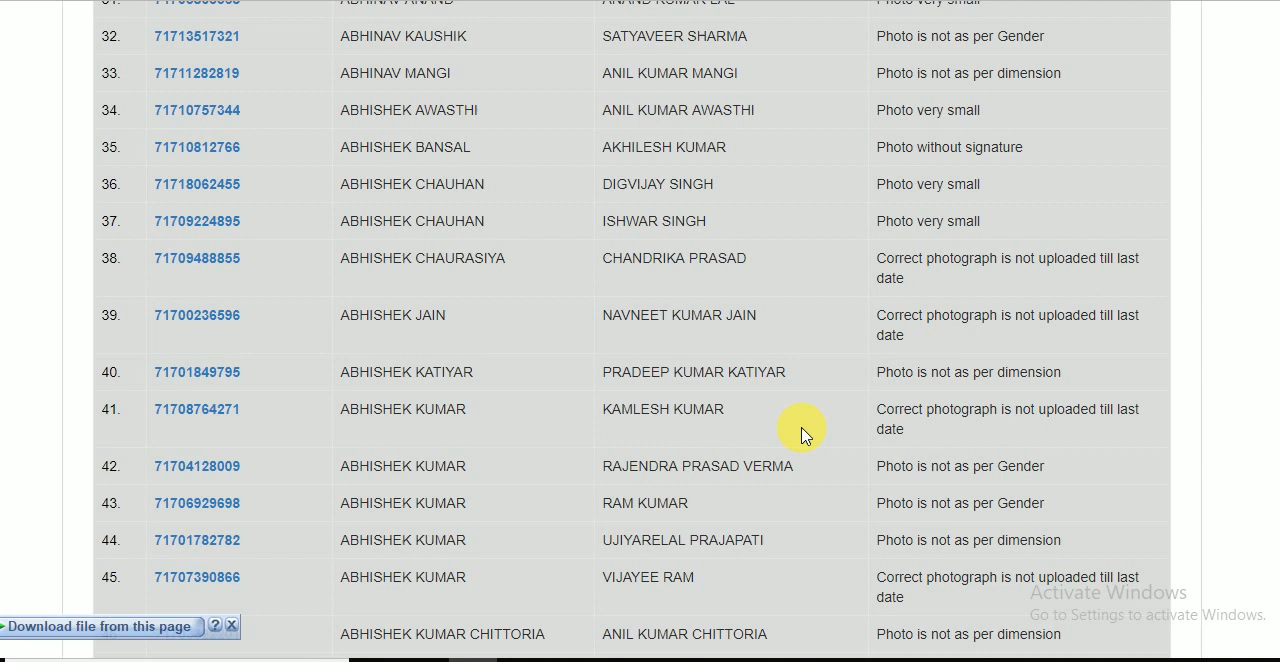 32. 71713517321 ABHINAV KAUSHIK SATYAVEER SHARMA Photo is not as per Gender
33. 71711282819 ABHINAV MANGI ANIL KUMAR MANGI Photo is not as per dimension
34. 71710757344 ABHISHEK AWASTHI ANIL KUMAR AWASTHI Photo very small
35. 71710812766 ABHISHEK BANSAL AKHILESH KUMAR Photo without signature
36. 71718062455 ABHISHEK CHAUHAN DIGVIJAY SINGH Photo very small
37. 71709224895 ABHISHEK CHAUHAN ISHWAR SINGH Photo very small
38. 71709488855 ABHISHEK CHAURASIYA CHANDRIKA PRASAD Correct photograph is not uploaded till last
date
39. 71700236596 ABHISHEK JAIN NAVNEET KUMAR JAIN Correct photograph is not uploaded till last
date
40. 71701849795 ABHISHEK KATIYAR PRADEEP KUMAR KATIYAR Photo is not as per dimension
41. 71708764271 ABHISHEK KUMAR KAMLESH KUMAR Correct photograph is not uploaded till last
date
42. 71704128009 ABHISHEK KUMAR RAJENDRA PRASAD VERMA Photo is not as per Gender
43. 71706929698 ABHISHEK KUMAR RAM KUMAR Photo is not as per Gender
44. 71701782782 ABHISHEK KUMAR UJIYARELAL PRAJAPATI Photo is not as per dimension
45. 71707390866 ABHISHEK KUMAR VIJAYEE RAM Correct photograph is not uploaded till last
date
Activate Windows
Go to Settings to activate Windows.
Download file from this page ? X
ABHISHEK KUMAR CHITTORIA ANIL KUMAR CHITTORIA Photo is not as per dimension